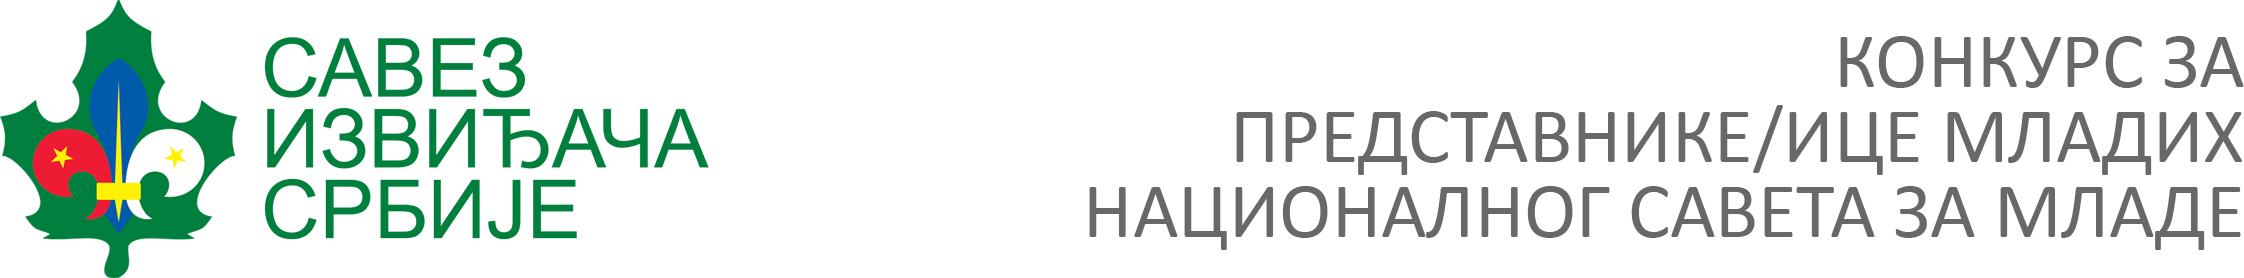 САВЕЗ
ИЗВИЂАЧА
СРБИЈЕ
КОНКУРС ЗА
ПРЕДСТАВНИКЕ/ИЦЕ МЛАДИХ
НАЦИОНАЛНОГ САВЕТА ЗА МЛАДЕ